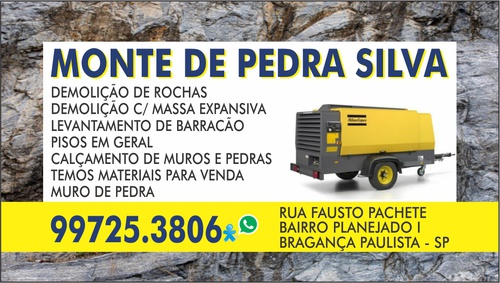 MONTE DE PEDRA SILVA
DEMOLIÇÃO DE ROCHAS
DEMOLIÇÃO C/ MASSA EXPANSIVA
LEVANTAMENTO DE BARRACÃO
PISOS EM GERAL
CALÇAMENTO DE MUROS E PEDRAS
TEMOS MATERIAIS PARA VENDA
MURO DE PEDRA
99725.3806
RUA FAUSTO PACHETE
BAIRRO PLANEJADO I
BRAGANÇA PAULISTA - SP